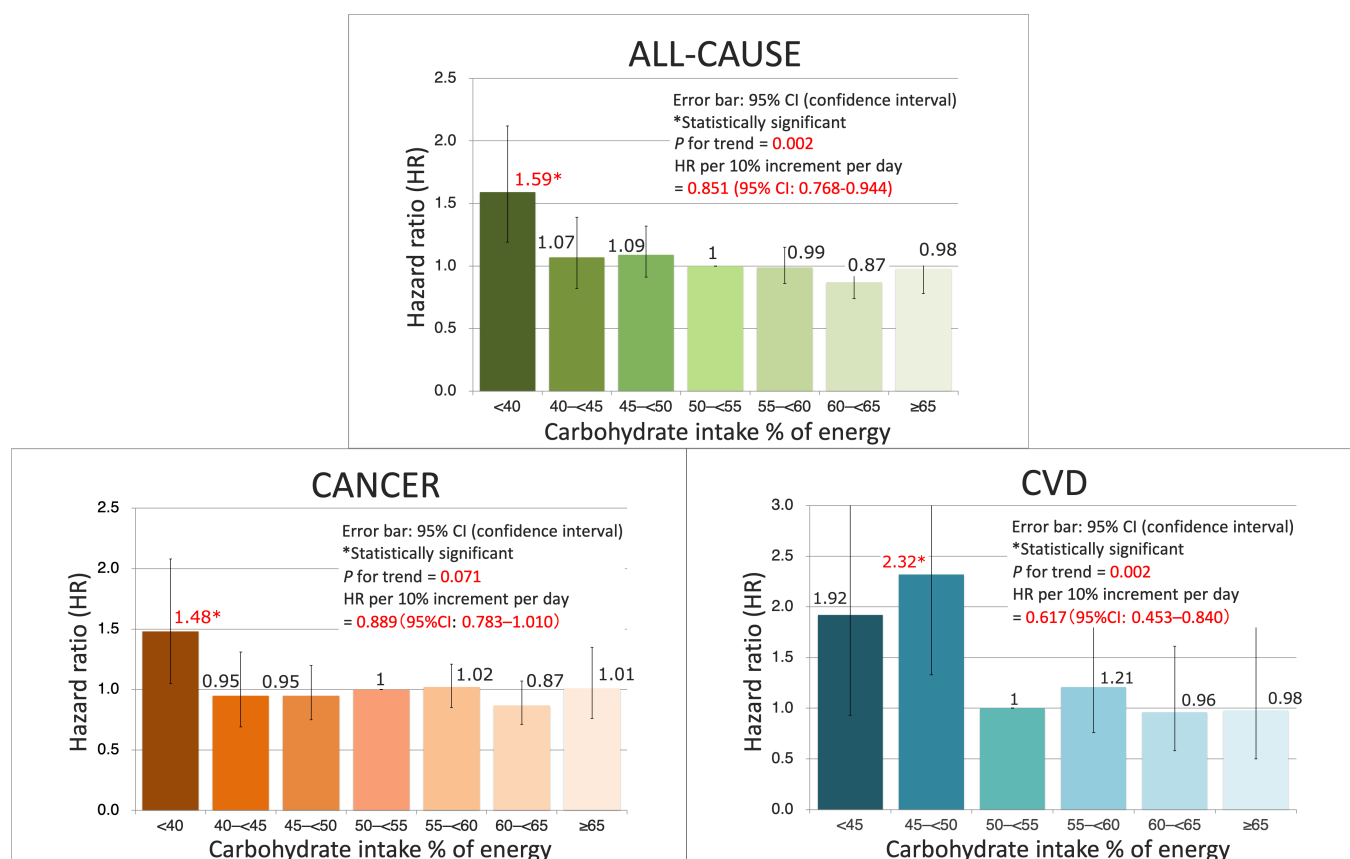 ALL-CAUSE
Error bar: 95% CI (confidence interval)
*Statistically significant
P for trend = 0.002
HR per 10% increment per day
= 0.851 (95% CI: 0.768-0.944)
Hazard ratio (HR)
2.5
2.0
1.5
1.0
0.5
0.0
1.59*
1.07
1.09
1
0.99
0.87
0.98
<40 40–<45 45–<50 50–<55 55–<60 60–<65 ≥65
Carbohydrate intake % of energy
CANCER
Error bar: 95% CI (confidence interval)
*Statistically significant
P for trend = 0.071
HR per 10% increment per day
= 0.889(95%CI: 0.783–1.010)
Hazard ratio (HR)
2.5
2.0
1.5
1.0
0.5
0.0
1.48*
0.95
0.95
1
1.02
0.87
1.01
<40 40–<45 45–<50 50–<55 55–<60 60–<65 ≥65
Carbohydrate intake % of energy
CVD
Error bar: 95% CI (confidence interval)
*Statistically significant
P for trend = 0.002
HR per 10% increment per day
= 0.617(95%CI: 0.453–0.840)
Hazard ratio (HR)
3.0
2.5
2.0
1.5
1.0
0.5
0.0
1.92
2.32*
1
1.21
0.96
0.98
<45 45–<50 50–<55 55–<60 60–<65 ≥65
Carbohydrate intake % of energy